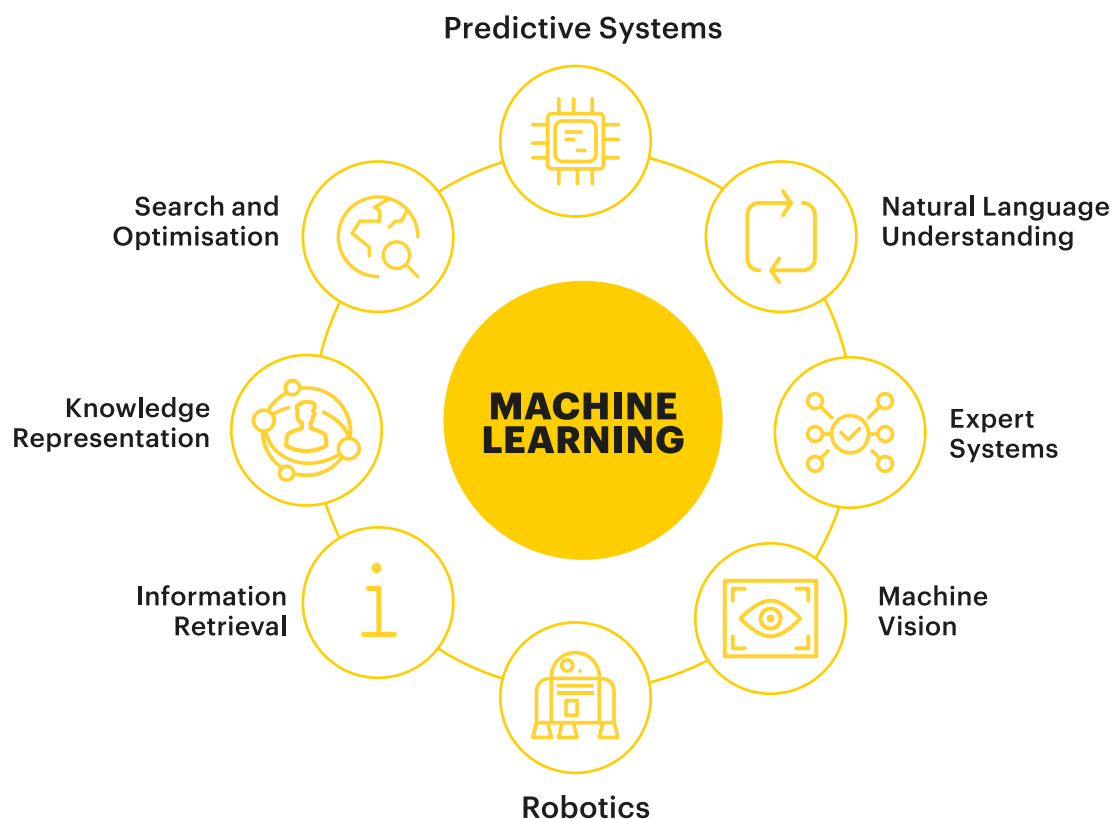 Predictive Systems
Search and
Optimisation
Natural Language
Understanding
Knowledge
Representation
MACHINE
LEARNING
Expert
Systems
Information
Retrieval
Machine
Vision
Robotics